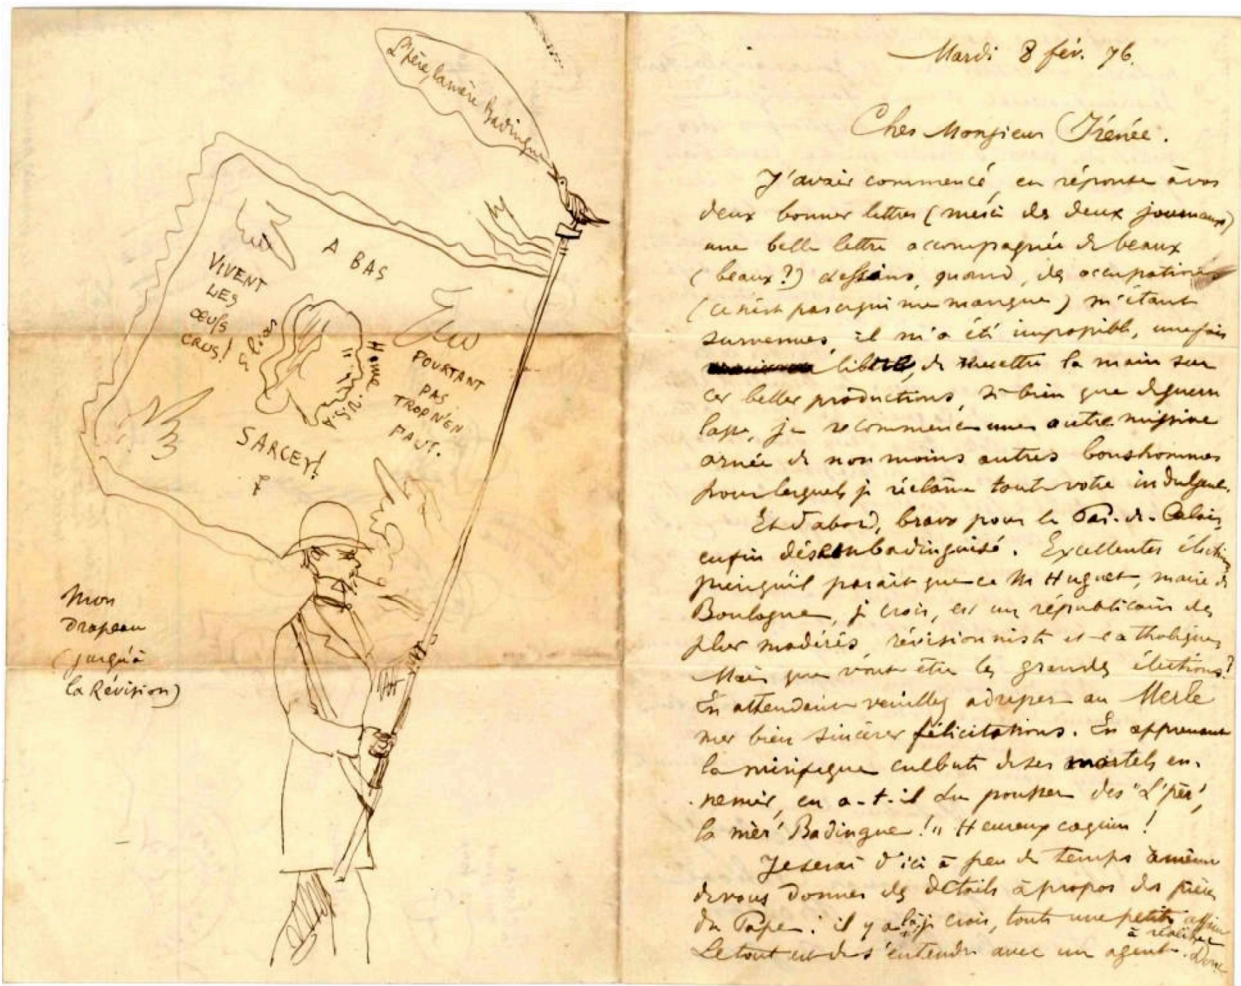 L'père, la mère Badingue
A BAS
VIVENT
LES
OEUFS
CRUS!
Elias
Home. USA
POURTANT
PAS
TROP N'EN
FAUT.
SARCEY!
Mon
Drapeau
(jusqu'à
la Révision)
Mardi 8 fév. 76.
Cher Monsieur Irénée.
J'avais commencé, en réponse à vos
deux bonnes lettres (merci des deux journaux)
une belle lettre accompagnée de beaux
(beaux?) dessins, quand, des occupations
(ce n'est pas ce qui me manque) m'étant
survenues, il m'a été impossible, une fois
libre, de remettre la main sur
ces belles productions, si bien que de guerre
lasse, je recommence une autre missive
ornée de non moins autres bonshommes
pour lesquels je réclame toute votre indulgence.
Et d'abord, bravo pour le Pas-de-Calais
enfin désembadinguisé. Excellentes élections
puisqu'il paraît que ce Mr Huguet, maire de
Boulogne, je crois, est un républicain des
plus modérés, révisionniste et catholique
Mais que vont être les grandes élections?
En attendant veuillez adresser au Merle
mes bien sincères félicitations. En apprenant
la mirifique culbute de ses mortels en-
-nemis, en a-t-il du pousser des "L'pèr',
la mèr' Badingue!" Heureux coquin!
Je serai d'ici à peu de temps à même
de vous donner des détails à propos des
du Pape: il y a là, je crois, toute une petite affaire
à réaliser
Le tout est de s'entendre avec un agent. Donc